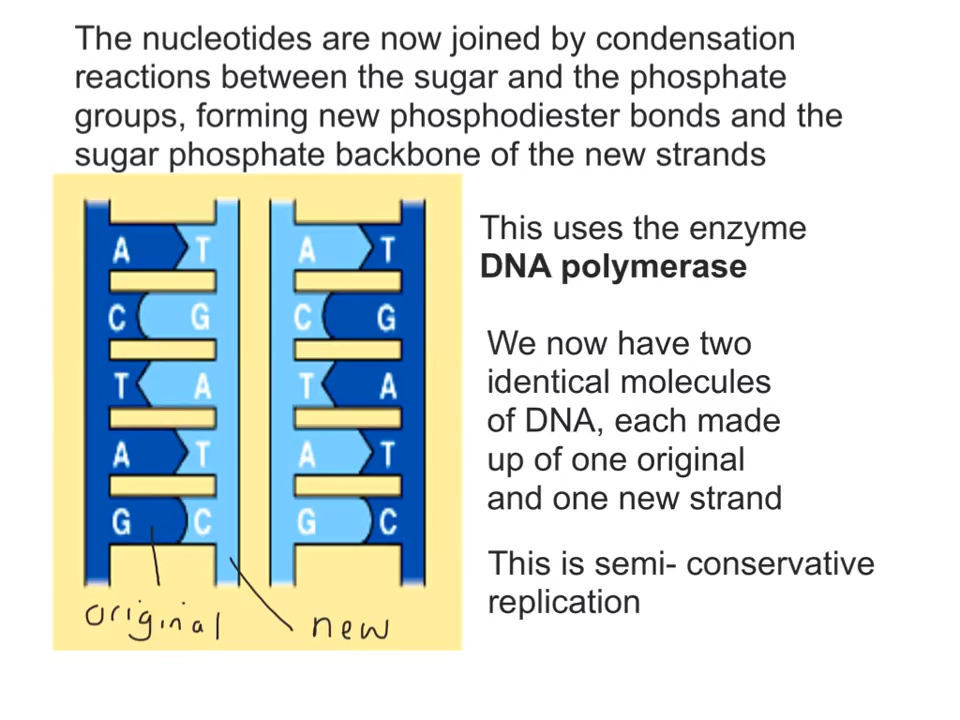 The nucleotides are now joined by condensation
reactions between the sugar and the phosphate
groups, forming new phosphodiester bonds and the
sugar phosphate backbone of the new strands
A T A T
C G C G
T A T A
A T A T
G C G C
original new
This uses the enzyme
DNA polymerase
We now have two
identical molecules
of DNA, each made
up of one original
and one new strand
This is semi- conservative
replication